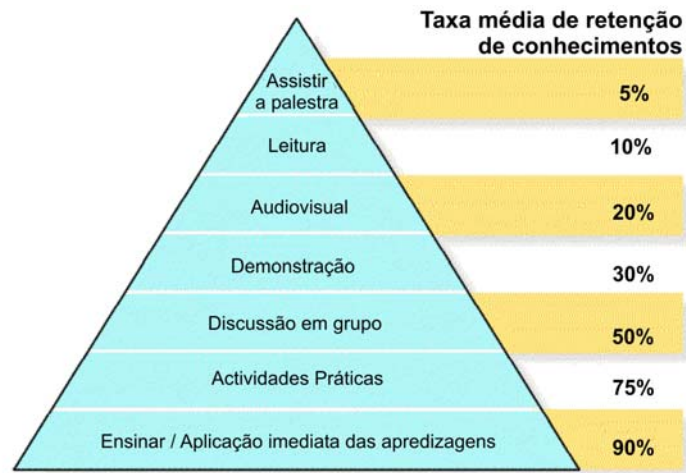 Taxa média de retenção
de conhecimentos
Assistir
a palestra
5%
Leitura
10%
Audiovisual
20%
Demonstração
30%
Discussão em grupo
50%
Actividades Práticas
75%
Ensinar / Aplicação imediata das apredizagens
90%